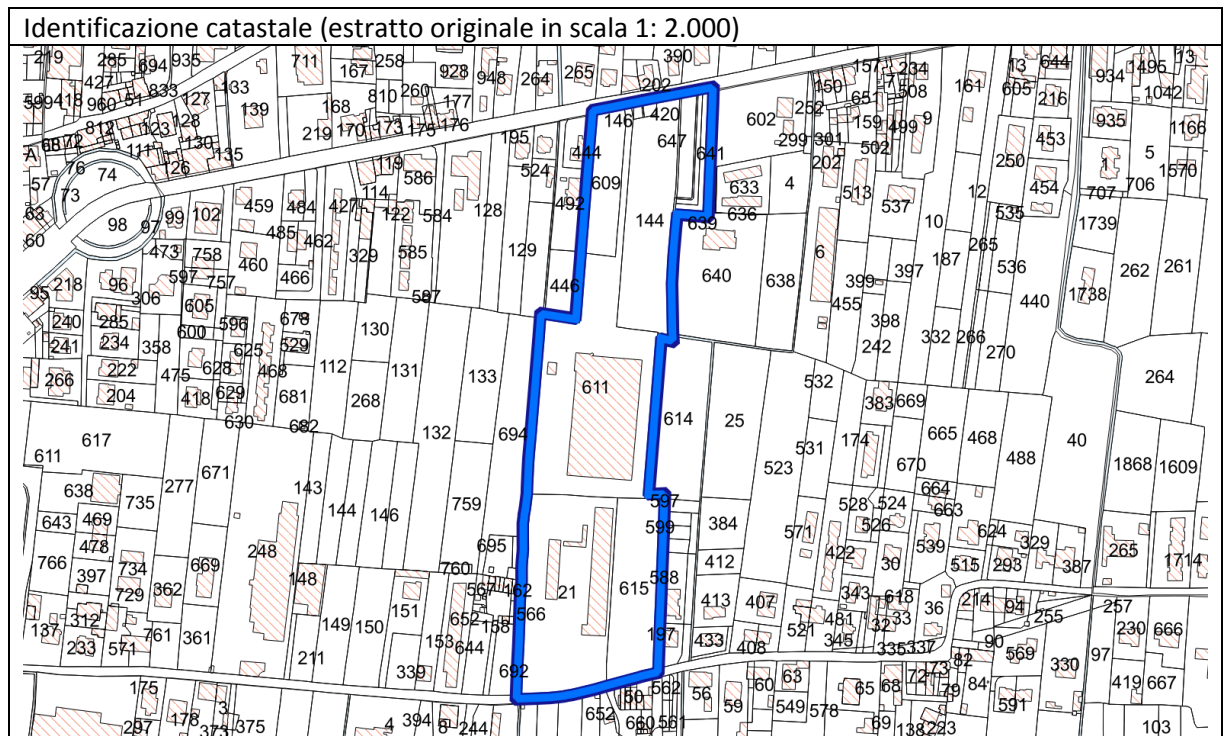 Identificazione catastale (estratto originale in scala 1: 2.000)
219 285 694 935 711 167 258 928 948 264 265 390 202 157 234 161 13 644 934 1495 13
427 833 133 810 260 150 7 508 605 1042
599 418 960 51 127 139 168 177 146 420 602 252 65 216
812 123 128 219 170 173 175 176 195 647 299 301 159 499 9 453 935 1166
A 68 72 111 130 135 119 444 641 202 502 250 5
76 74 126 586 524 609 633 4 513 12 454 1 706 1570
57 73 114 492 636 537 707
63 98 97 99 102 459 484 427 122 584 128 144 639 10 535 1739
60 473 485 462 329 585 129 6 187 265
218 96 597 758 460 466 446 640 638 399 397 536 262 261
95 306 757 587 455 440 1738
240 285 605 596 678 130 398
241 234 600 529 332 266
358 625 112 131 133 242 270
266 222 475 628 468 611 532 264
204 418 629 681 268 383 669
630 682 132 694 614 25 665 468 40
617 174 488
611 671 531 670 1868 1609
277 523
638 735 143 759 664
643 469 144 146 597 384 528 524 663
478 248 695 599 571 526 624 329
766 734 669 760 412 422 539 265
397 148 567 162 588 30 515 293 387 1714
729 362 21 615 413 407 343 618 36 214 94 257
312 151 652 566 481 33 255
137 761 361 149 150 158 197 521 32 230 666
233 571 153 644 433 408 345 335 337 90 569
211 339 692 82 330 97
175 562 63 72 73 84 419 667
50 56 60 65 68 79
3 59 549 578 591
297 178 373 375 4 394 8 244 652 660 561 69 138 223 103